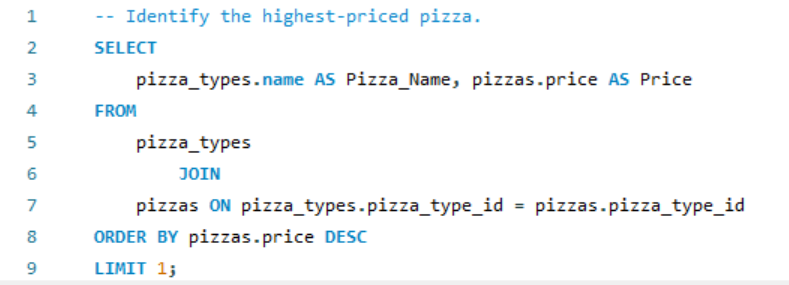 1 -- Identify the highest-priced pizza.
2 SELECT
3 pizza_types.name AS Pizza_Name, pizzas.price AS Price
4 FROM
5 pizza_types
6 JOIN
7 pizzas ON pizza_types.pizza_type_id = pizzas.pizza_type_id
8 ORDER BY pizzas.price DESC
9 LIMIT 1;